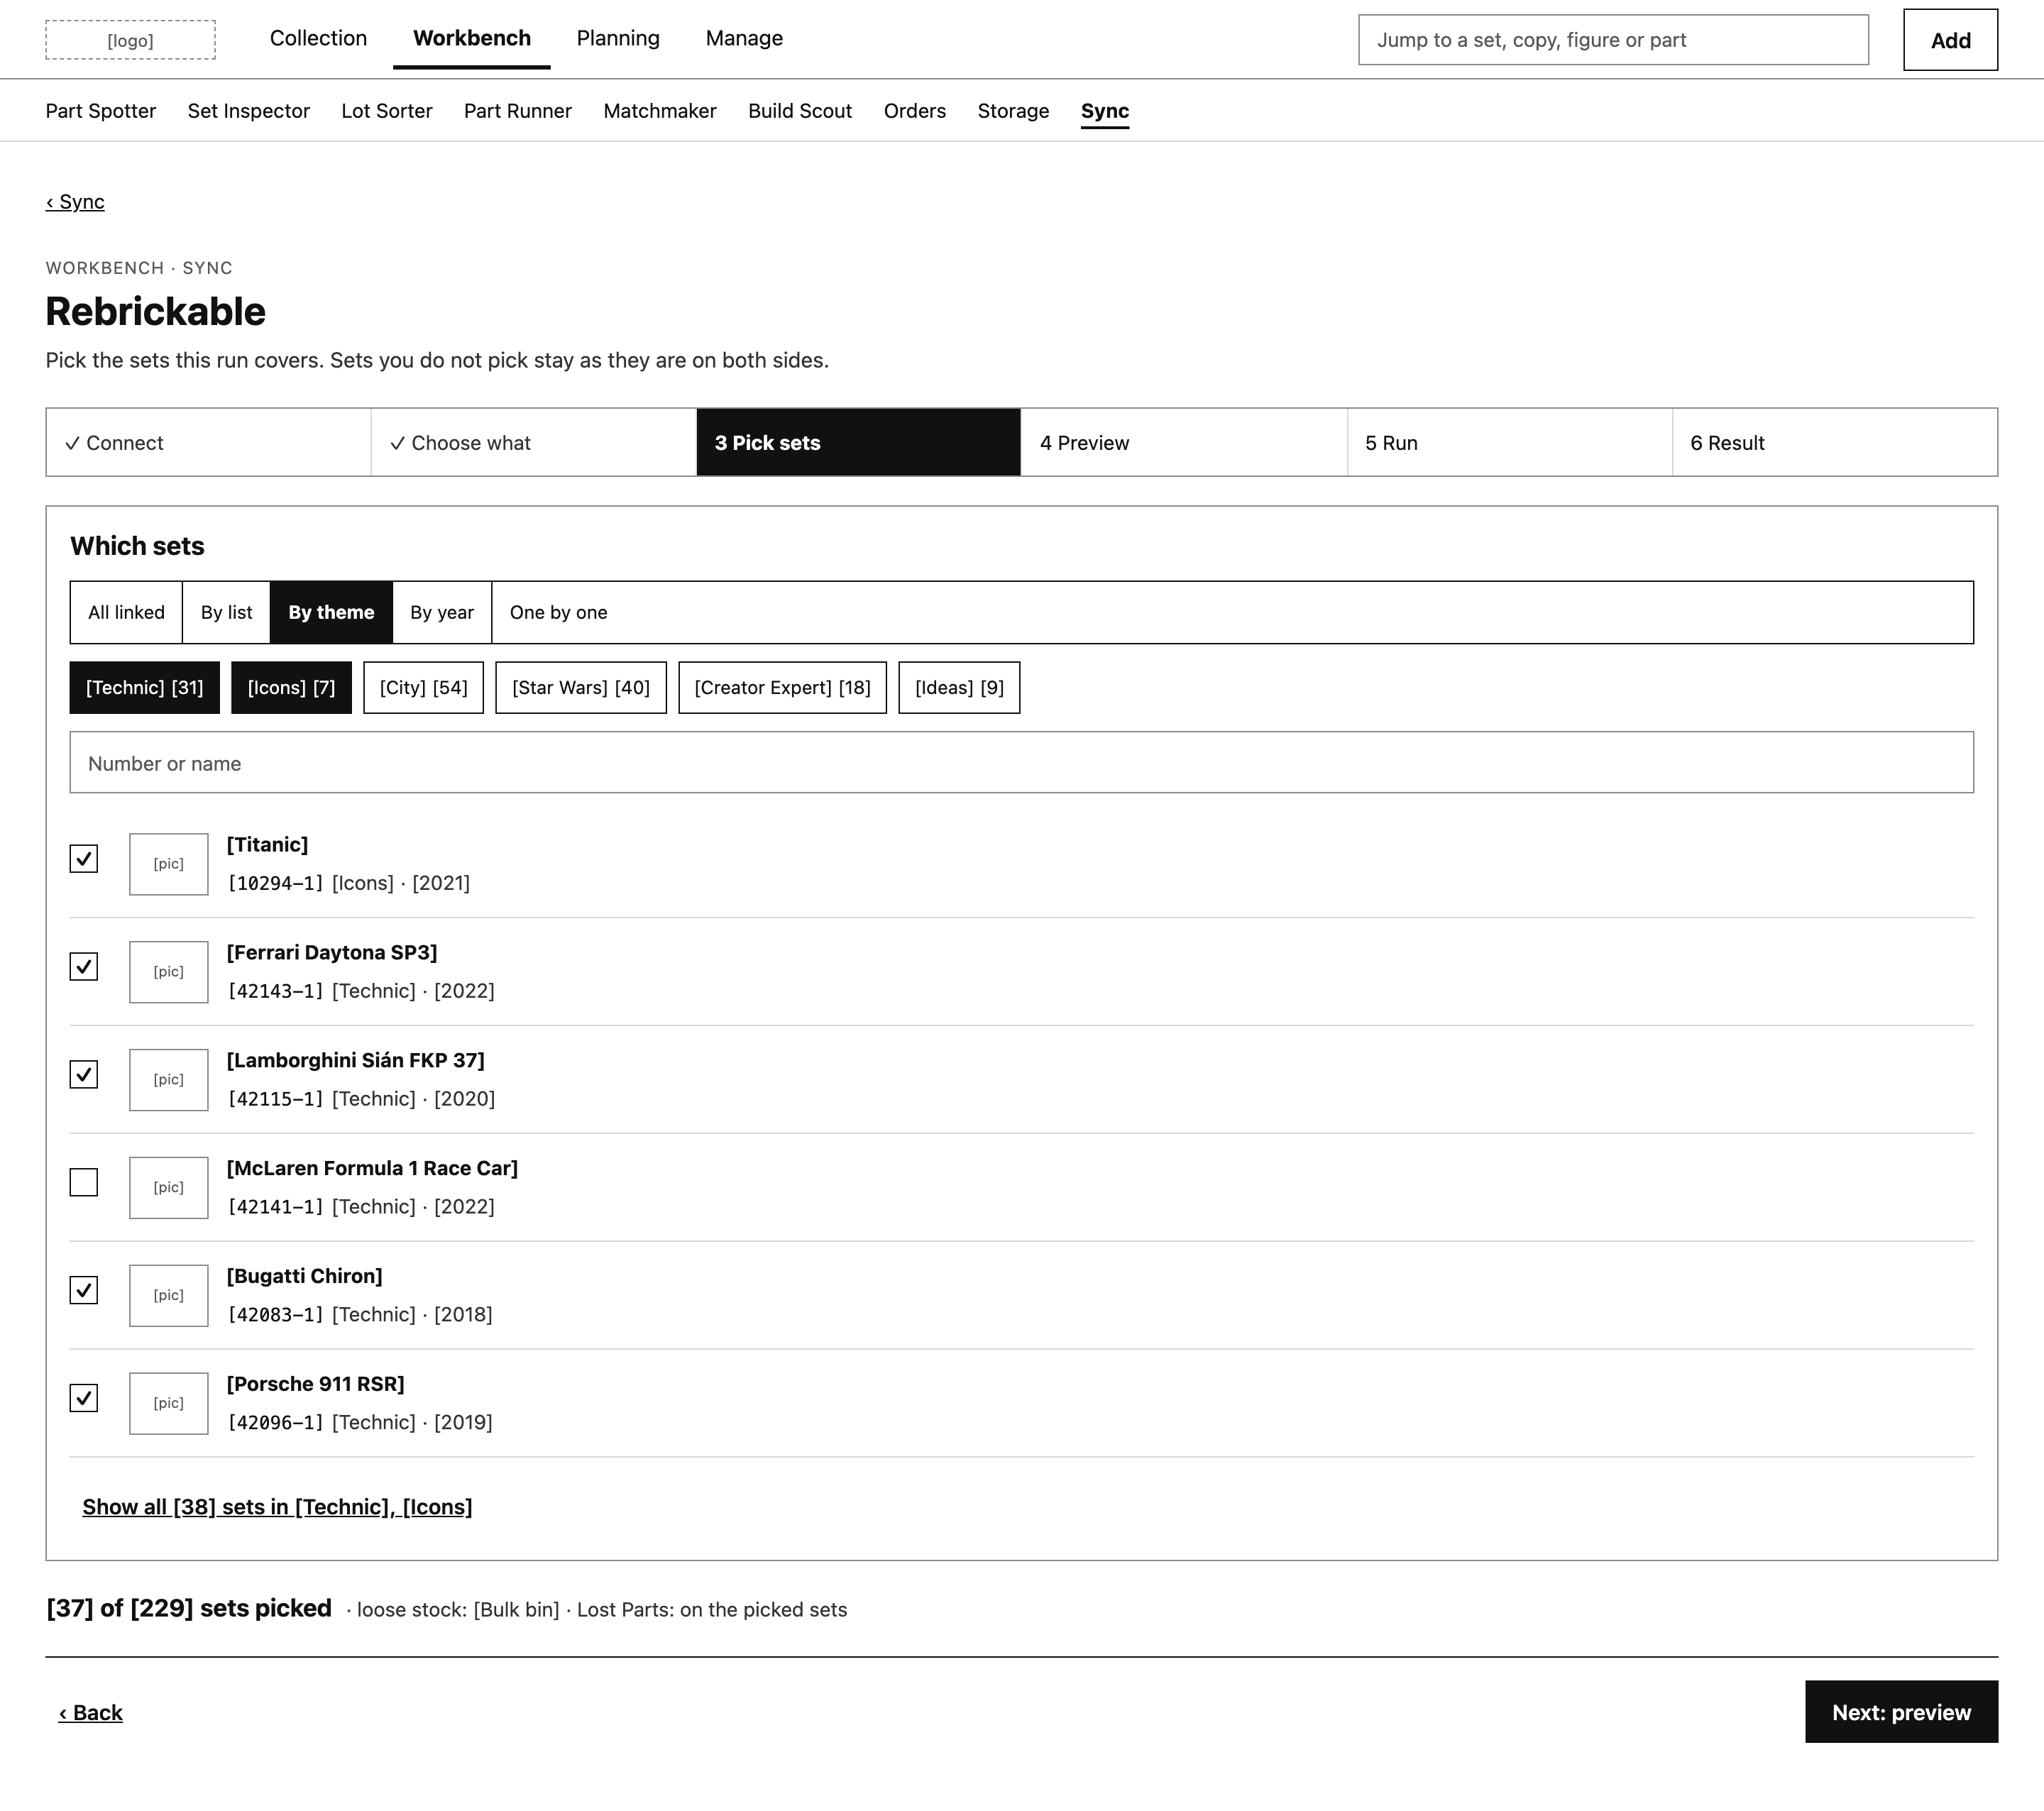 [logo] Collection Workbench Planning Manage Jump to a set, copy, figure or part Add
Part Spotter Set Inspector Lot Sorter Part Runner Matchmaker Build Scout Orders Storage Sync
‹ Sync
WORKBENCH · SYNC
Rebrickable
Pick the sets this run covers. Sets you do not pick stay as they are on both sides.
✓ Connect ✓ Choose what 3 Pick sets 4 Preview 5 Run 6 Result
Which sets
All linked By list By theme By year One by one
[Technic] [31] [Icons] [7] [City] [54] [Star Wars] [40] [Creator Expert] [18] [Ideas] [9]
Number or name
[pic] [Titanic]
[10294-1] [Icons] · [2021]
[pic] [Ferrari Daytona SP3]
[42143-1] [Technic] · [2022]
[pic] [Lamborghini Sián FKP 37]
[42115-1] [Technic] · [2020]
[pic] [McLaren Formula 1 Race Car]
[42141-1] [Technic] · [2022]
[pic] [Bugatti Chiron]
[42083-1] [Technic] · [2018]
[pic] [Porsche 911 RSR]
[42096-1] [Technic] · [2019]
Show all [38] sets in [Technic], [Icons]
[37] of [229] sets picked · loose stock: [Bulk bin] · Lost Parts: on the picked sets
‹ Back Next: preview